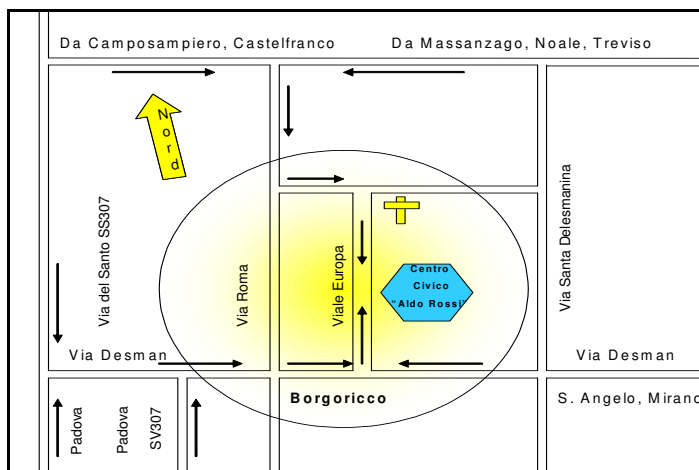 Da Camposampiero, Castelfranco
Da Massanzago, Noale, Treviso
Nord
Via del Santo SS307
Via Roma
Viale Europa
Centro
Civico
"Aldo Rossi"
Via Santa Delesmanina
Via Desman
Via Desman
Borgoricco
S. Angelo, Mirano
Padova
Padova
SV307